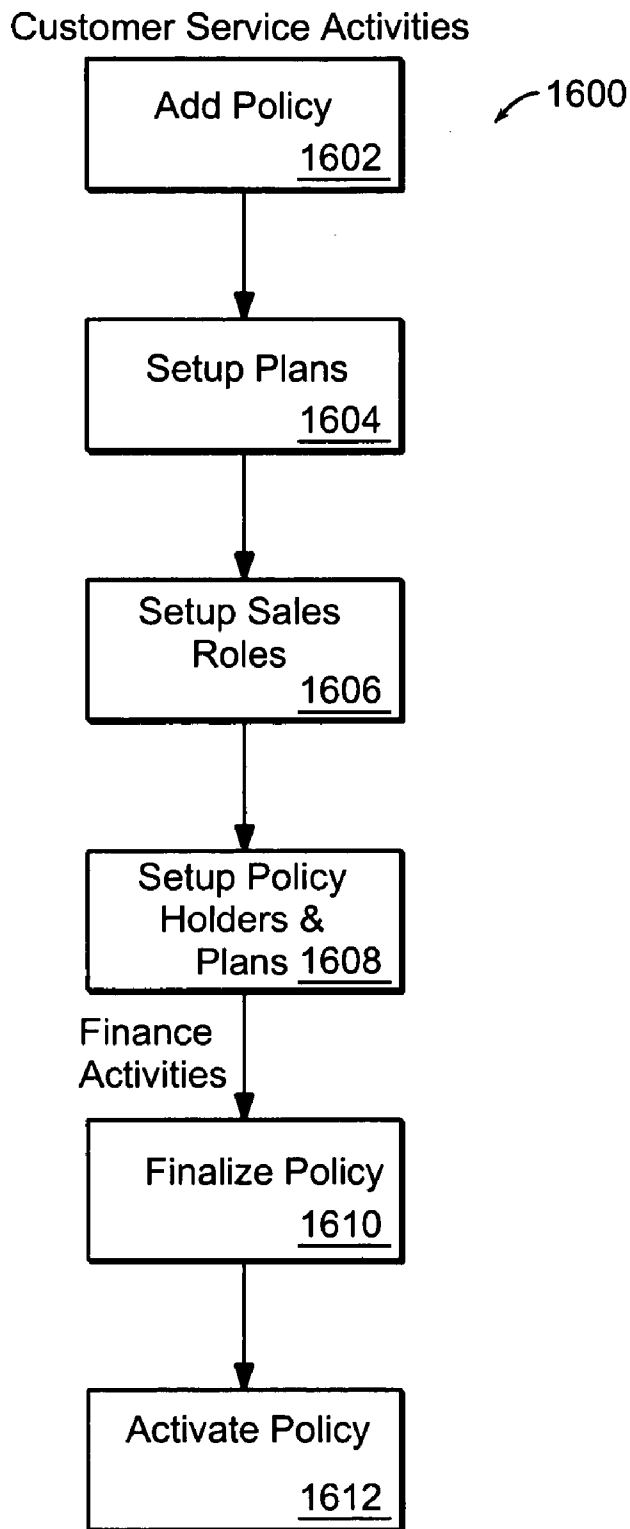 Customer Service Activities
1600
Add Policy
1602
Setup Plans
1604
Setup Sales
Roles
1606
Setup Policy
Holders &
Plans 1608
Finance
Activities
Finalize Policy
1610
Activate Policy
1612